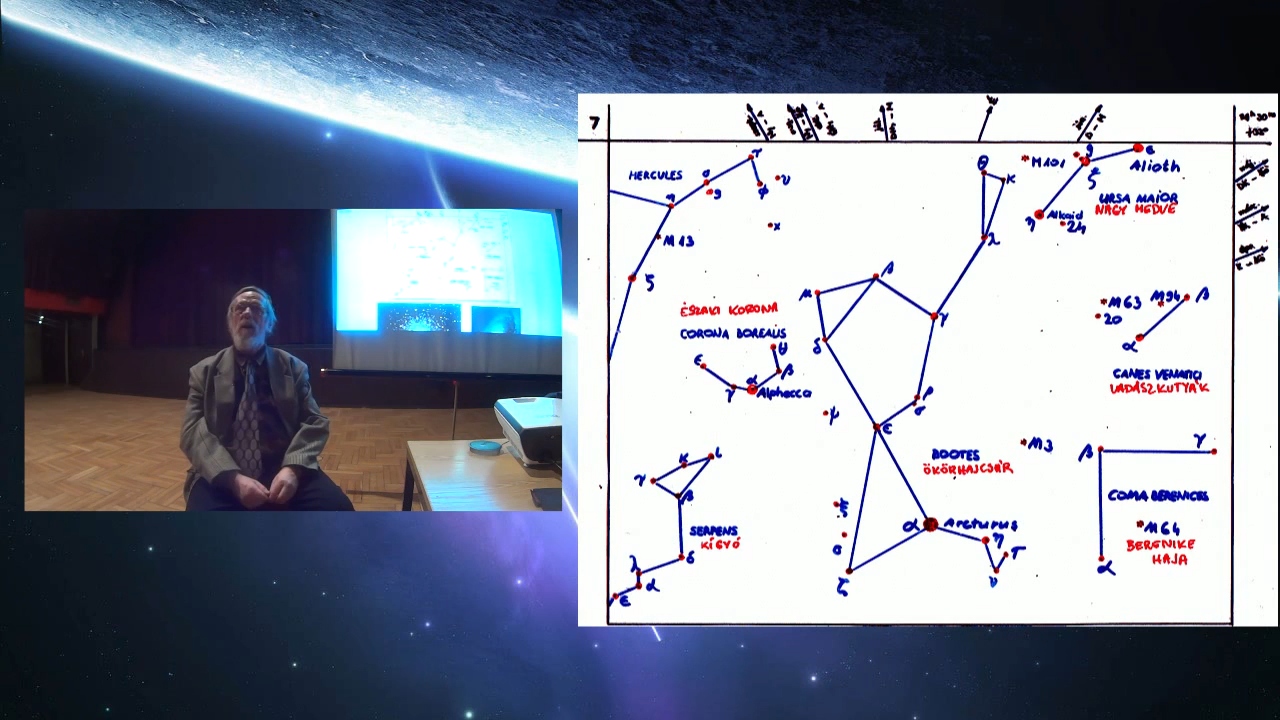 7
HERCULES
τ
σ
g
φ
υ
η
x
M13
ζ
θ
κ
λ
M101
g
ζ
ε
Alioth
URSA MAIOR
NAGY MEDVE
η
Alkaid
24
ÉSZAKI KORONA
CORONA BOREALIS
ε
θ
β
α
γ
Alphecca
μ
β
δ
γ
ρ
σ
ε
ψ
M63
M94
β
20
α
CANES VENATICI
VADÁSZKUTYÁK
BOOTES
ÖKÖRHAJCSÁR
M3
β
γ
COMA BERENICES
M64
BERENIKE
HAJA
α
κ
ι
γ
β
SERPENS
KÍGYÓ
δ
λ
α
ε
ξ
o
ζ
α
Arcturus
η
τ
υ